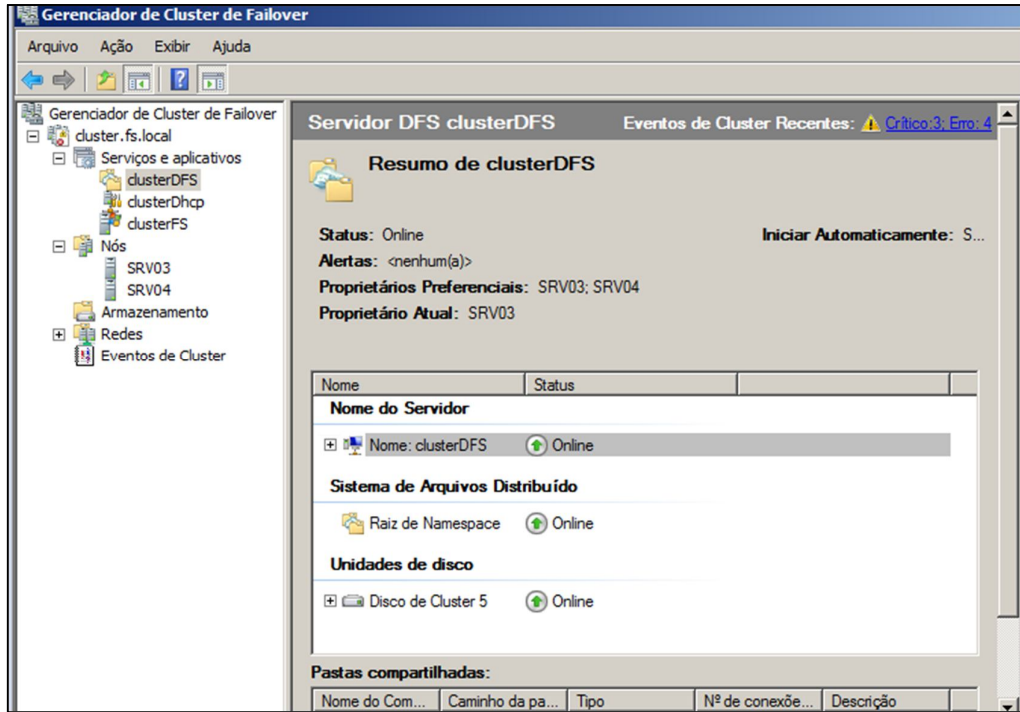 Gerenciador de Cluster de Failover
Arquivo Ação Exibir Ajuda
Gerenciador de Cluster de Failover
cluster.fs.local
Serviços e aplicativos
clusterDFS
clusterDhcp
clusterFS
Nós
SRV03
SRV04
Armazenamento
Redes
Eventos de Cluster
Servidor DFS clusterDFS Eventos de Cluster Recentes: Crítico:3; Erro: 4
Resumo de clusterDFS
Status: Online Iniciar Automaticamente: S...
Alertas: <nenhum(a)>
Proprietários Preferenciais: SRV03; SRV04
Proprietário Atual: SRV03
Nome Status
Nome do Servidor
Nome: clusterDFS Online
Sistema de Arquivos Distribuído
Raiz de Namespace Online
Unidades de disco
Disco de Cluster 5 Online
Pastas compartilhadas:
Nome do Com... Caminho da pa... Tipo Nº de conexõe... Descrição